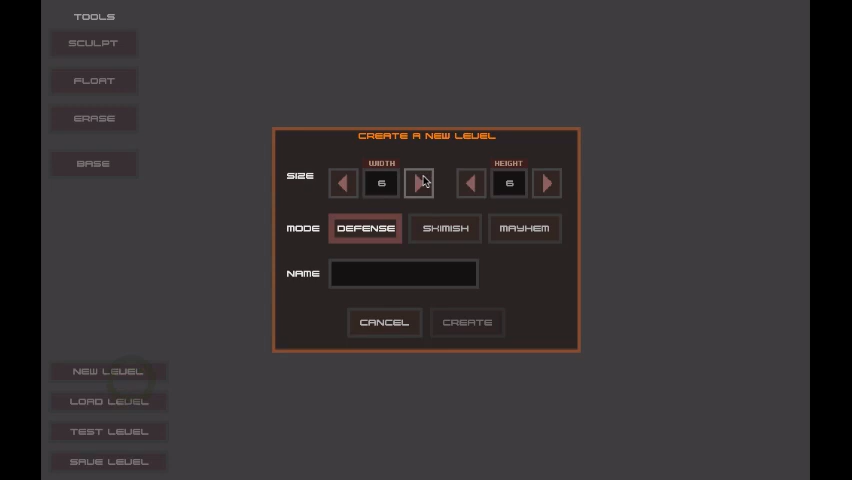 TOOLS
SCULPT
FLOAT
ERASE
BASE
CREATE A NEW LEVEL
WIDTH HEIGHT
SIZE 6 6
MODE DEFENSE SKIMISH MAYHEM
NAME
CANCEL CREATE
NEW LEVEL
LOAD LEVEL
TEST LEVEL
SAVE LEVEL